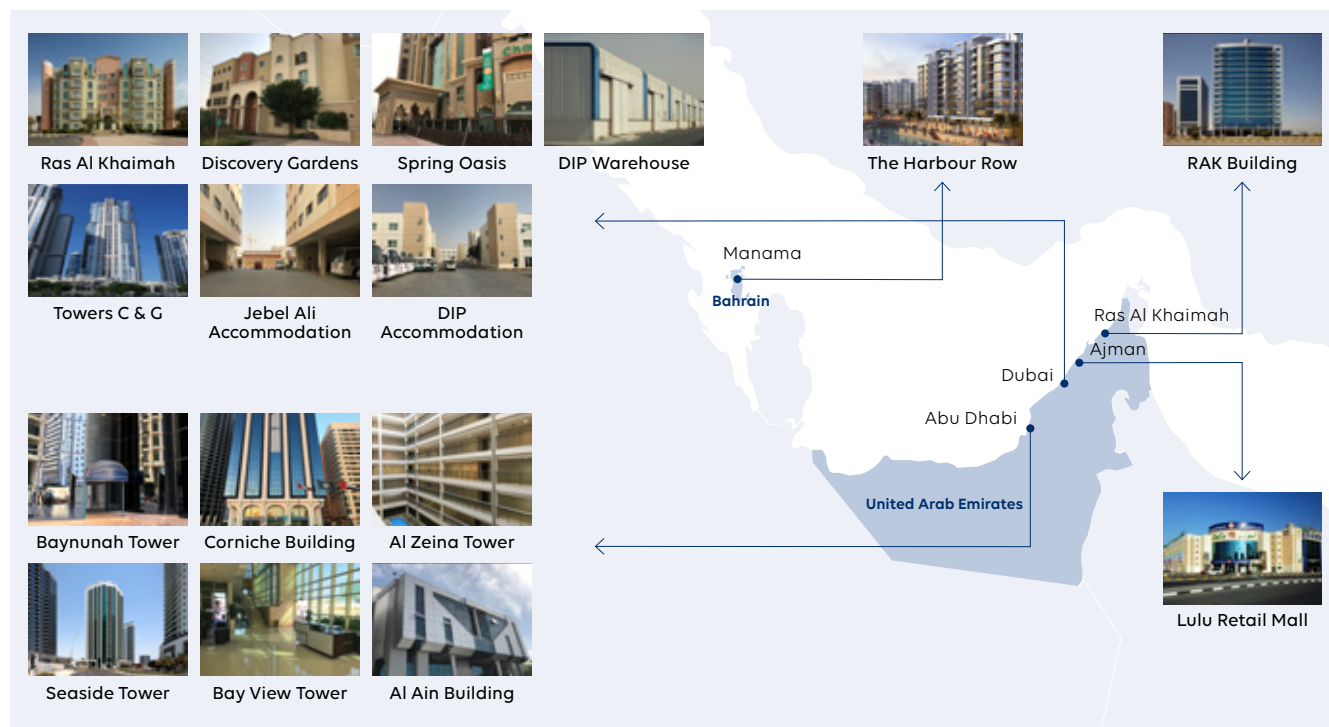 Ras Al Khaimah
Discovery Gardens
Spring Oasis
DIP Warehouse
The Harbour Row
RAK Building
Towers C & G
Jebel Ali
Accommodation
DIP
Accommodation
Manama
Bahrain
Ras Al Khaimah
Ajman
Dubai
Abu Dhabi
United Arab Emirates
Baynunah Tower
Corniche Building
Al Zeina Tower
Lulu Retail Mall
Seaside Tower
Bay View Tower
Al Ain Building